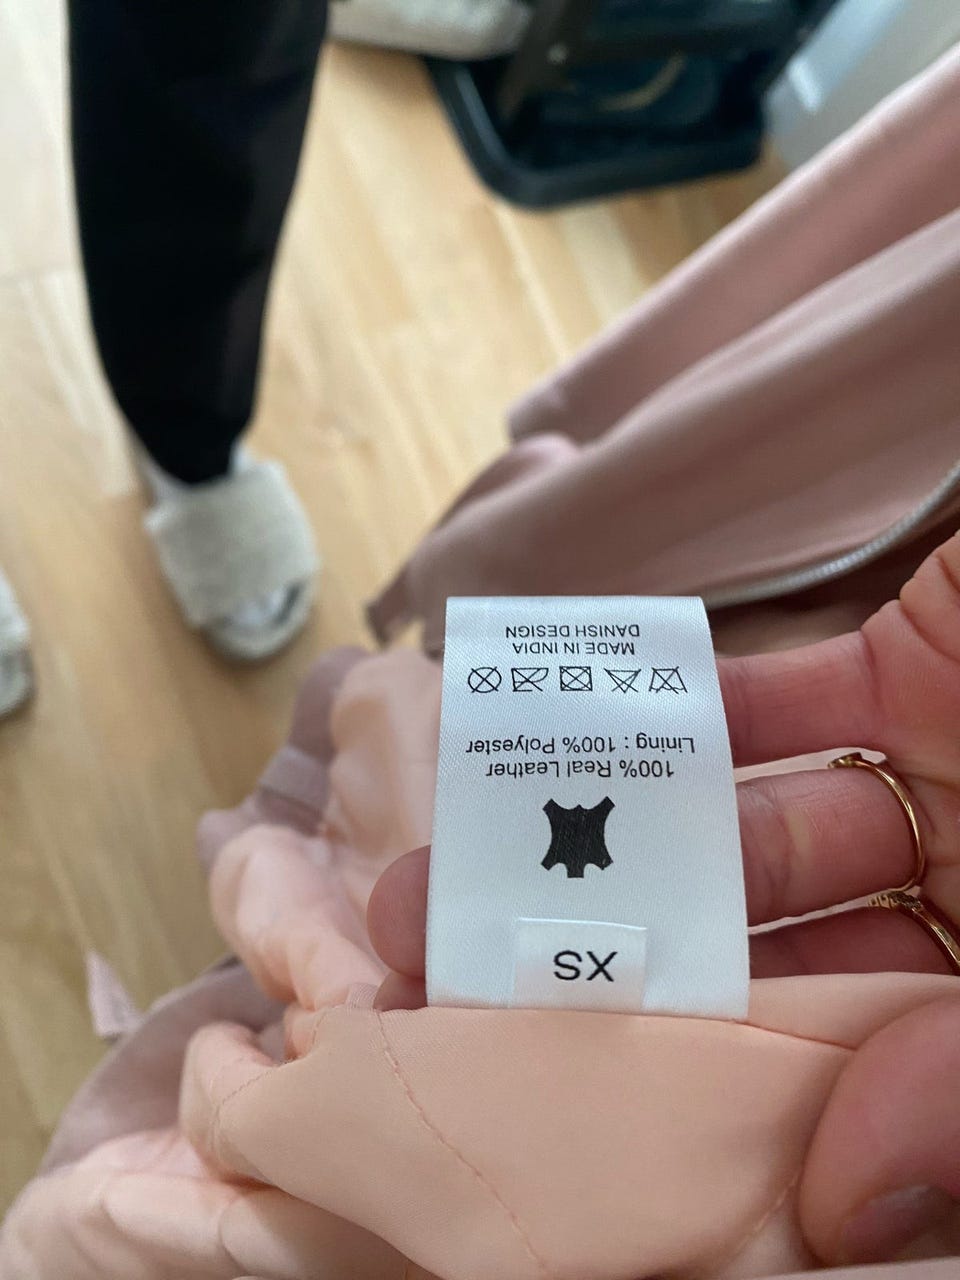 XS
100% Real Leather
Lining : 100% Polyester
MADE IN INDIA
DANISH DESIGN